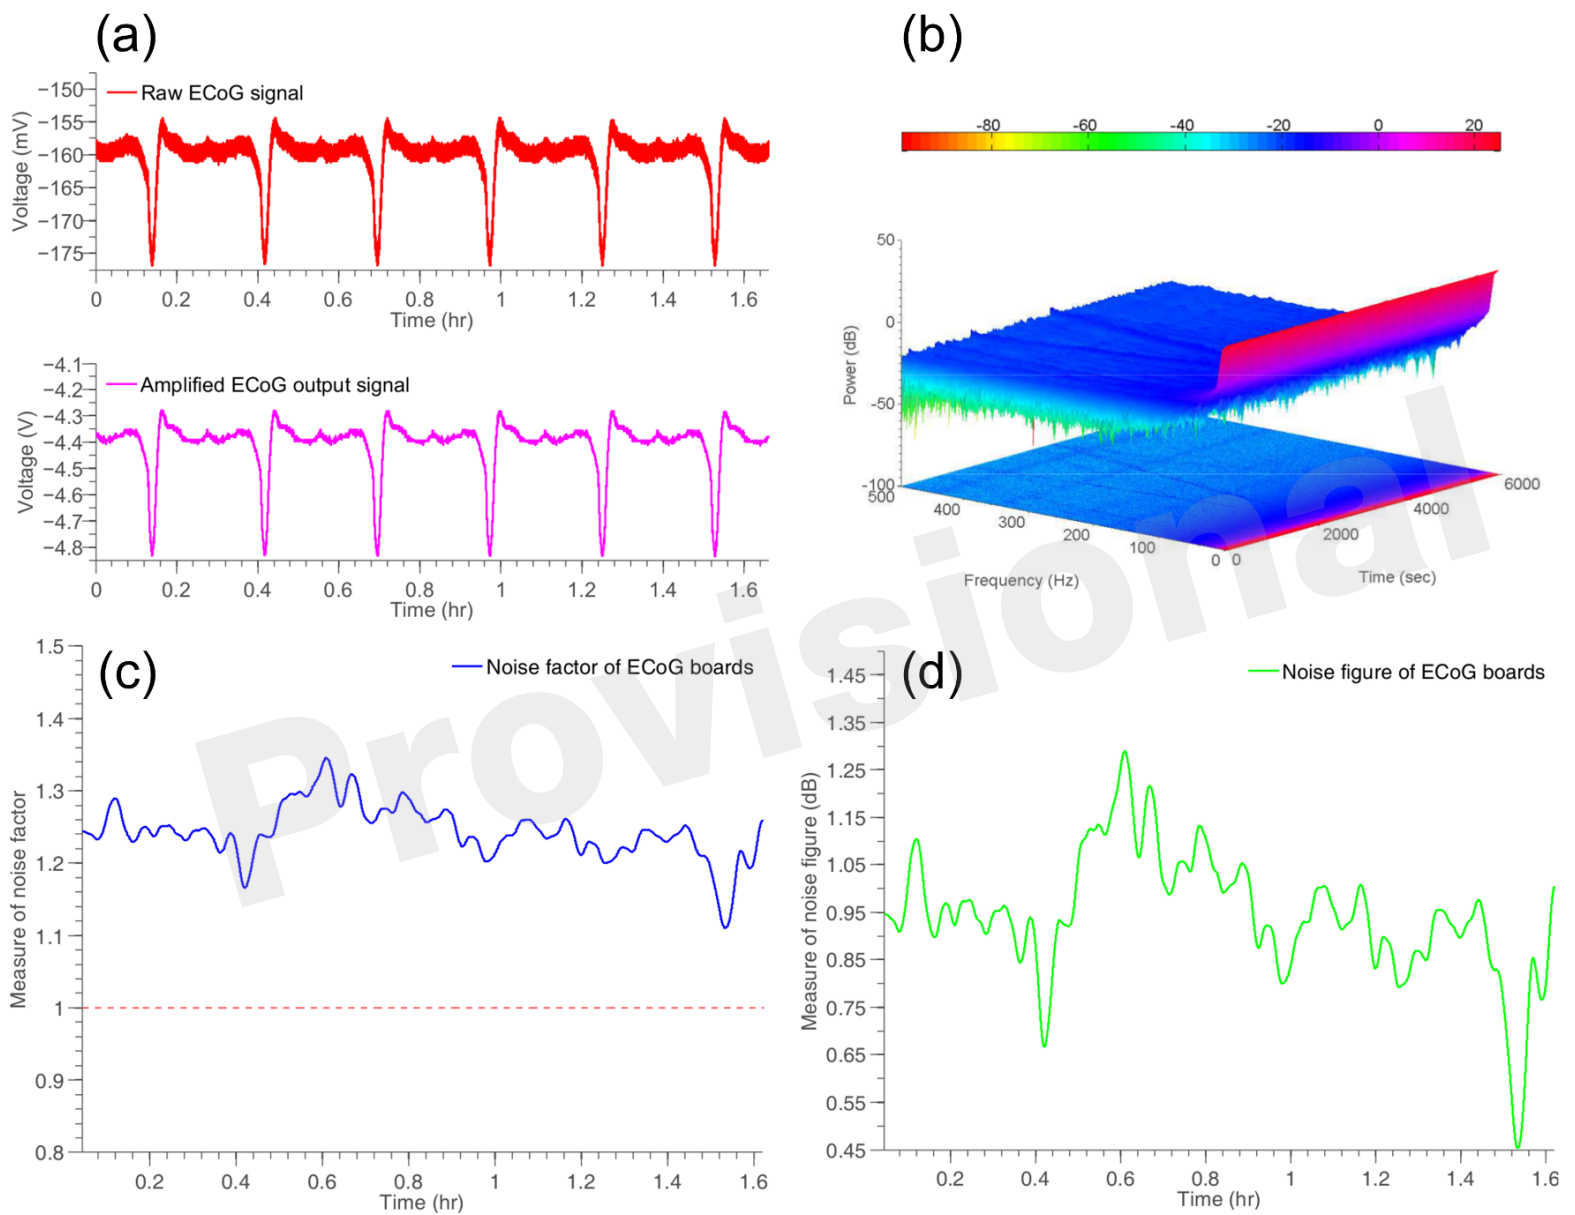 (a)
Raw ECoG signal
−150
−155
−160
−165
−170
−175
Voltage (mV)
0 0.2 0.4 0.6 0.8 1 1.2 1.4 1.6
Time (hr)
Amplified ECoG output signal
−4.1
−4.2
−4.3
−4.4
−4.5
−4.6
−4.7
−4.8
Voltage (V)
0 0.2 0.4 0.6 0.8 1 1.2 1.4 1.6
Time (hr)
(b)
-80 -60 -40 -20 0 20
50
0
-50
-100
Power (dB)
500 400 300 200 100 0
Frequency (Hz)
0 2000 4000 6000
Time (sec)
(c)
Noise factor of ECoG boards
1.5
1.4
1.3
1.2
1.1
1
0.9
0.8
Measure of noise factor
0.2 0.4 0.6 0.8 1 1.2 1.4 1.6
Time (hr)
(d)
Noise figure of ECoG boards
1.45
1.35
1.25
1.15
1.05
0.95
0.85
0.75
0.65
0.55
0.45
Measure of noise figure (dB)
0.2 0.4 0.6 0.8 1 1.2 1.4 1.6
Time (hr)
Provisional